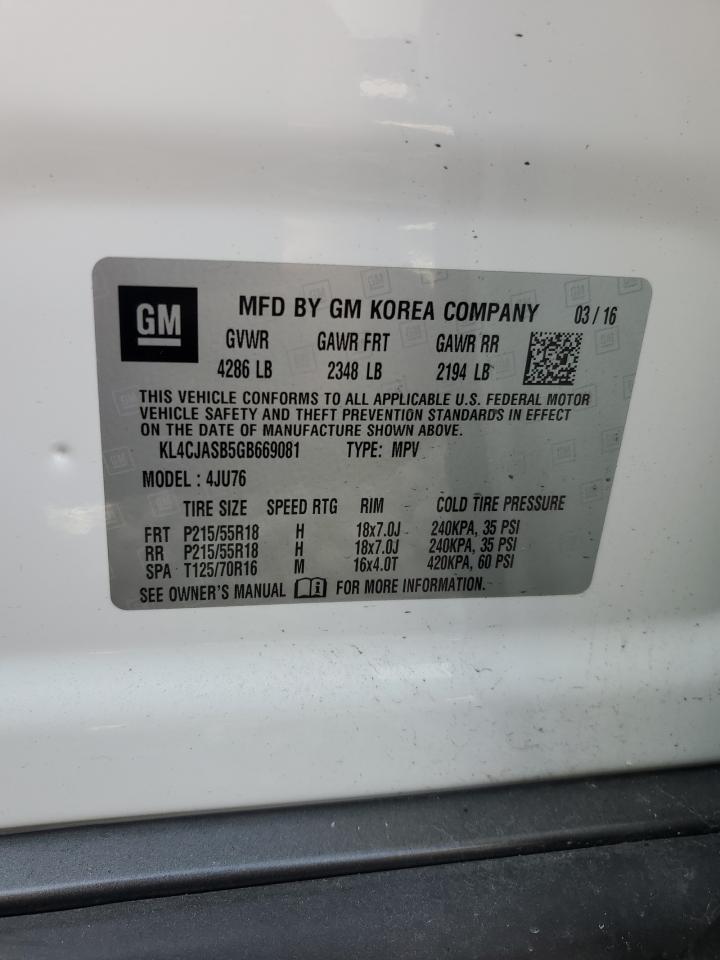 GM MFD BY GM KOREA COMPANY 03/16
GVWR GAWR FRT GAWR RR
4286 LB 2348 LB 2194 LB
THIS VEHICLE CONFORMS TO ALL APPLICABLE U.S. FEDERAL MOTOR
VEHICLE SAFETY AND THEFT PREVENTION STANDARDS IN EFFECT
ON THE DATE OF MANUFACTURE SHOWN ABOVE.
KL4CJASB5GB669081 TYPE: MPV
MODEL : 4JU76
TIRE SIZE SPEED RTG RIM COLD TIRE PRESSURE
FRT P215/55R18 H 18x7.0J 240KPA, 35 PSI
RR P215/55R18 H 18x7.0J 240KPA, 35 PSI
SPA T125/70R16 M 16x4.0T 420KPA, 60 PSI
SEE OWNER'S MANUAL FOR MORE INFORMATION.